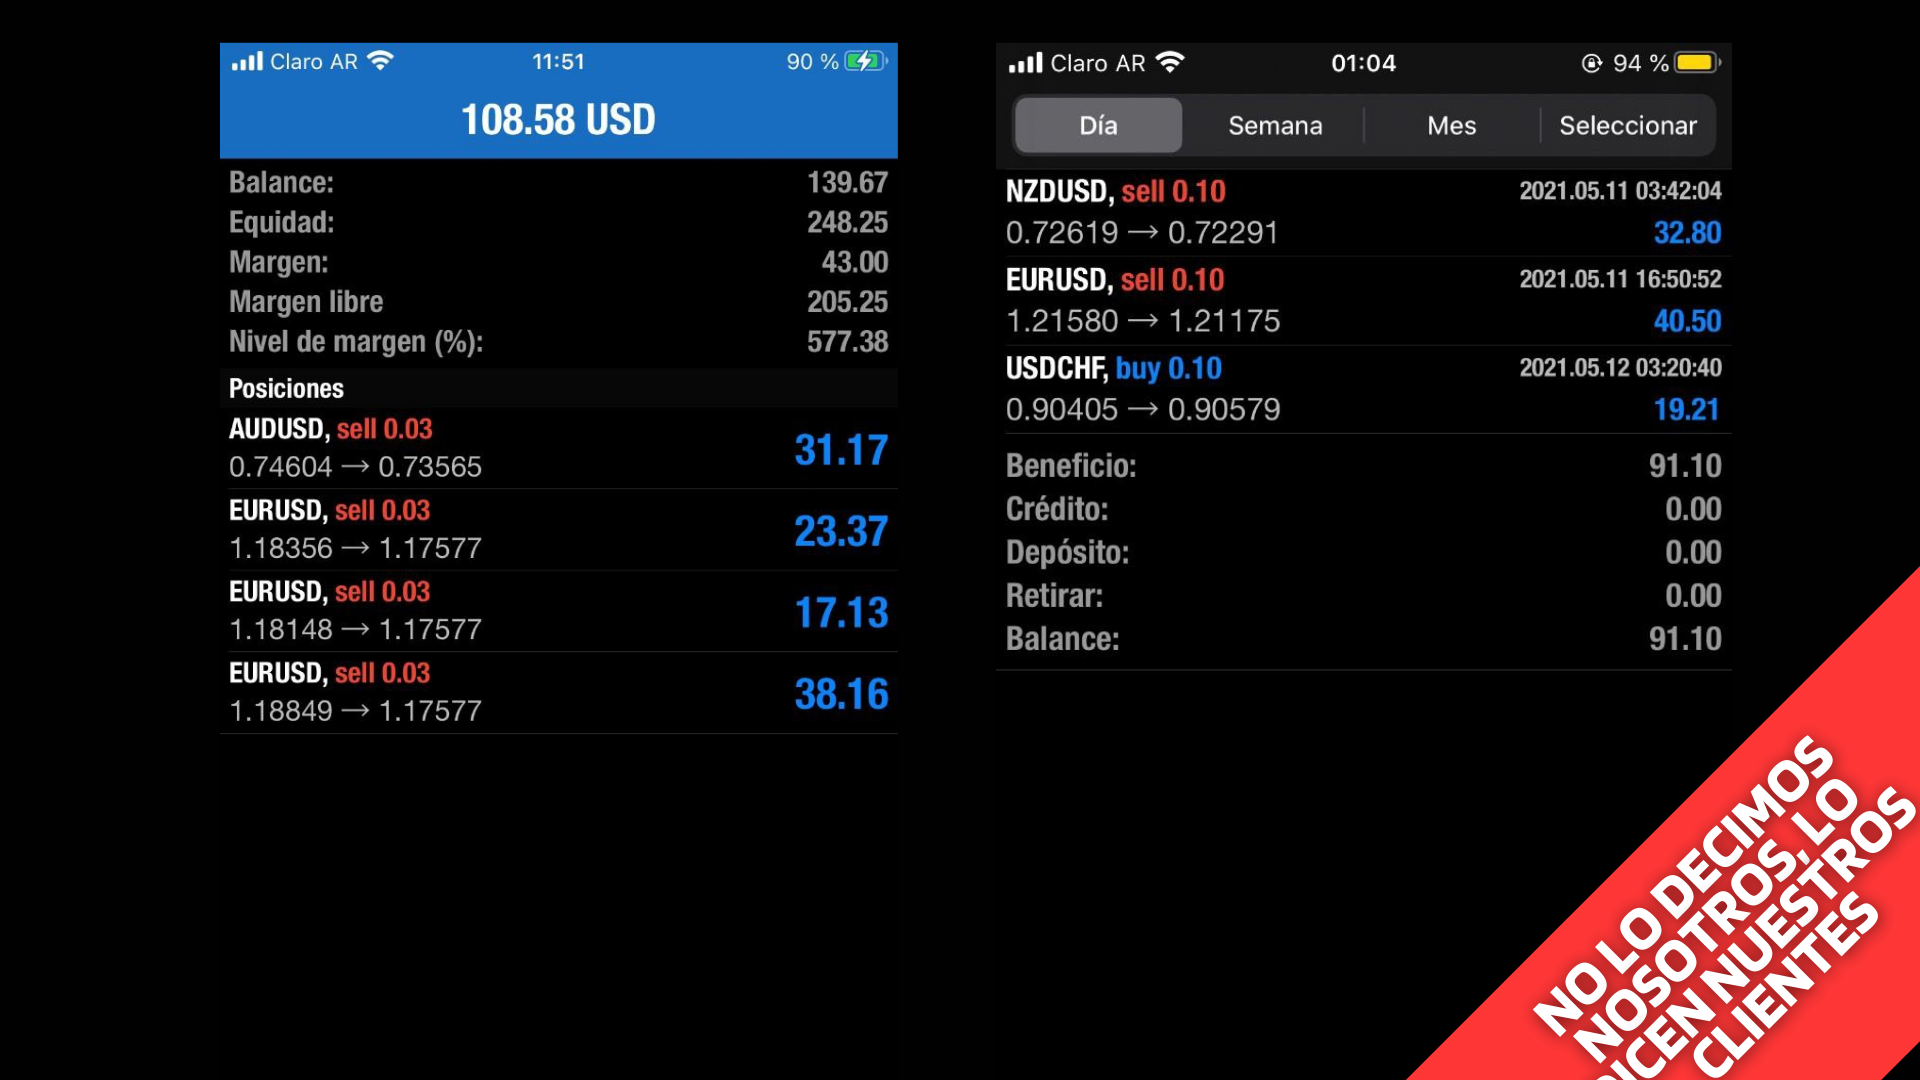 Claro AR 11:51 90 %
108.58 USD
Balance: 139.67
Equidad: 248.25
Margen: 43.00
Margen libre 205.25
Nivel de margen (%): 577.38
Posiciones
AUDUSD, sell 0.03 31.17
0.74604 → 0.73565
EURUSD, sell 0.03 23.37
1.18356 → 1.17577
EURUSD, sell 0.03 17.13
1.18148 → 1.17577
EURUSD, sell 0.03 38.16
1.18849 → 1.17577
Claro AR 01:04 94 %
Día Semana Mes Seleccionar
NZDUSD, sell 0.10 2021.05.11 03:42:04
0.72619 → 0.72291 32.80
EURUSD, sell 0.10 2021.05.11 16:50:52
1.21580 → 1.21175 40.50
USDCHF, buy 0.10 2021.05.12 03:20:40
0.90405 → 0.90579 19.21
Beneficio: 91.10
Crédito: 0.00
Depósito: 0.00
Retirar: 0.00
Balance: 91.10
NO LO DECIMOS
NOSOTROS, LO
DICEN NUESTROS
CLIENTES